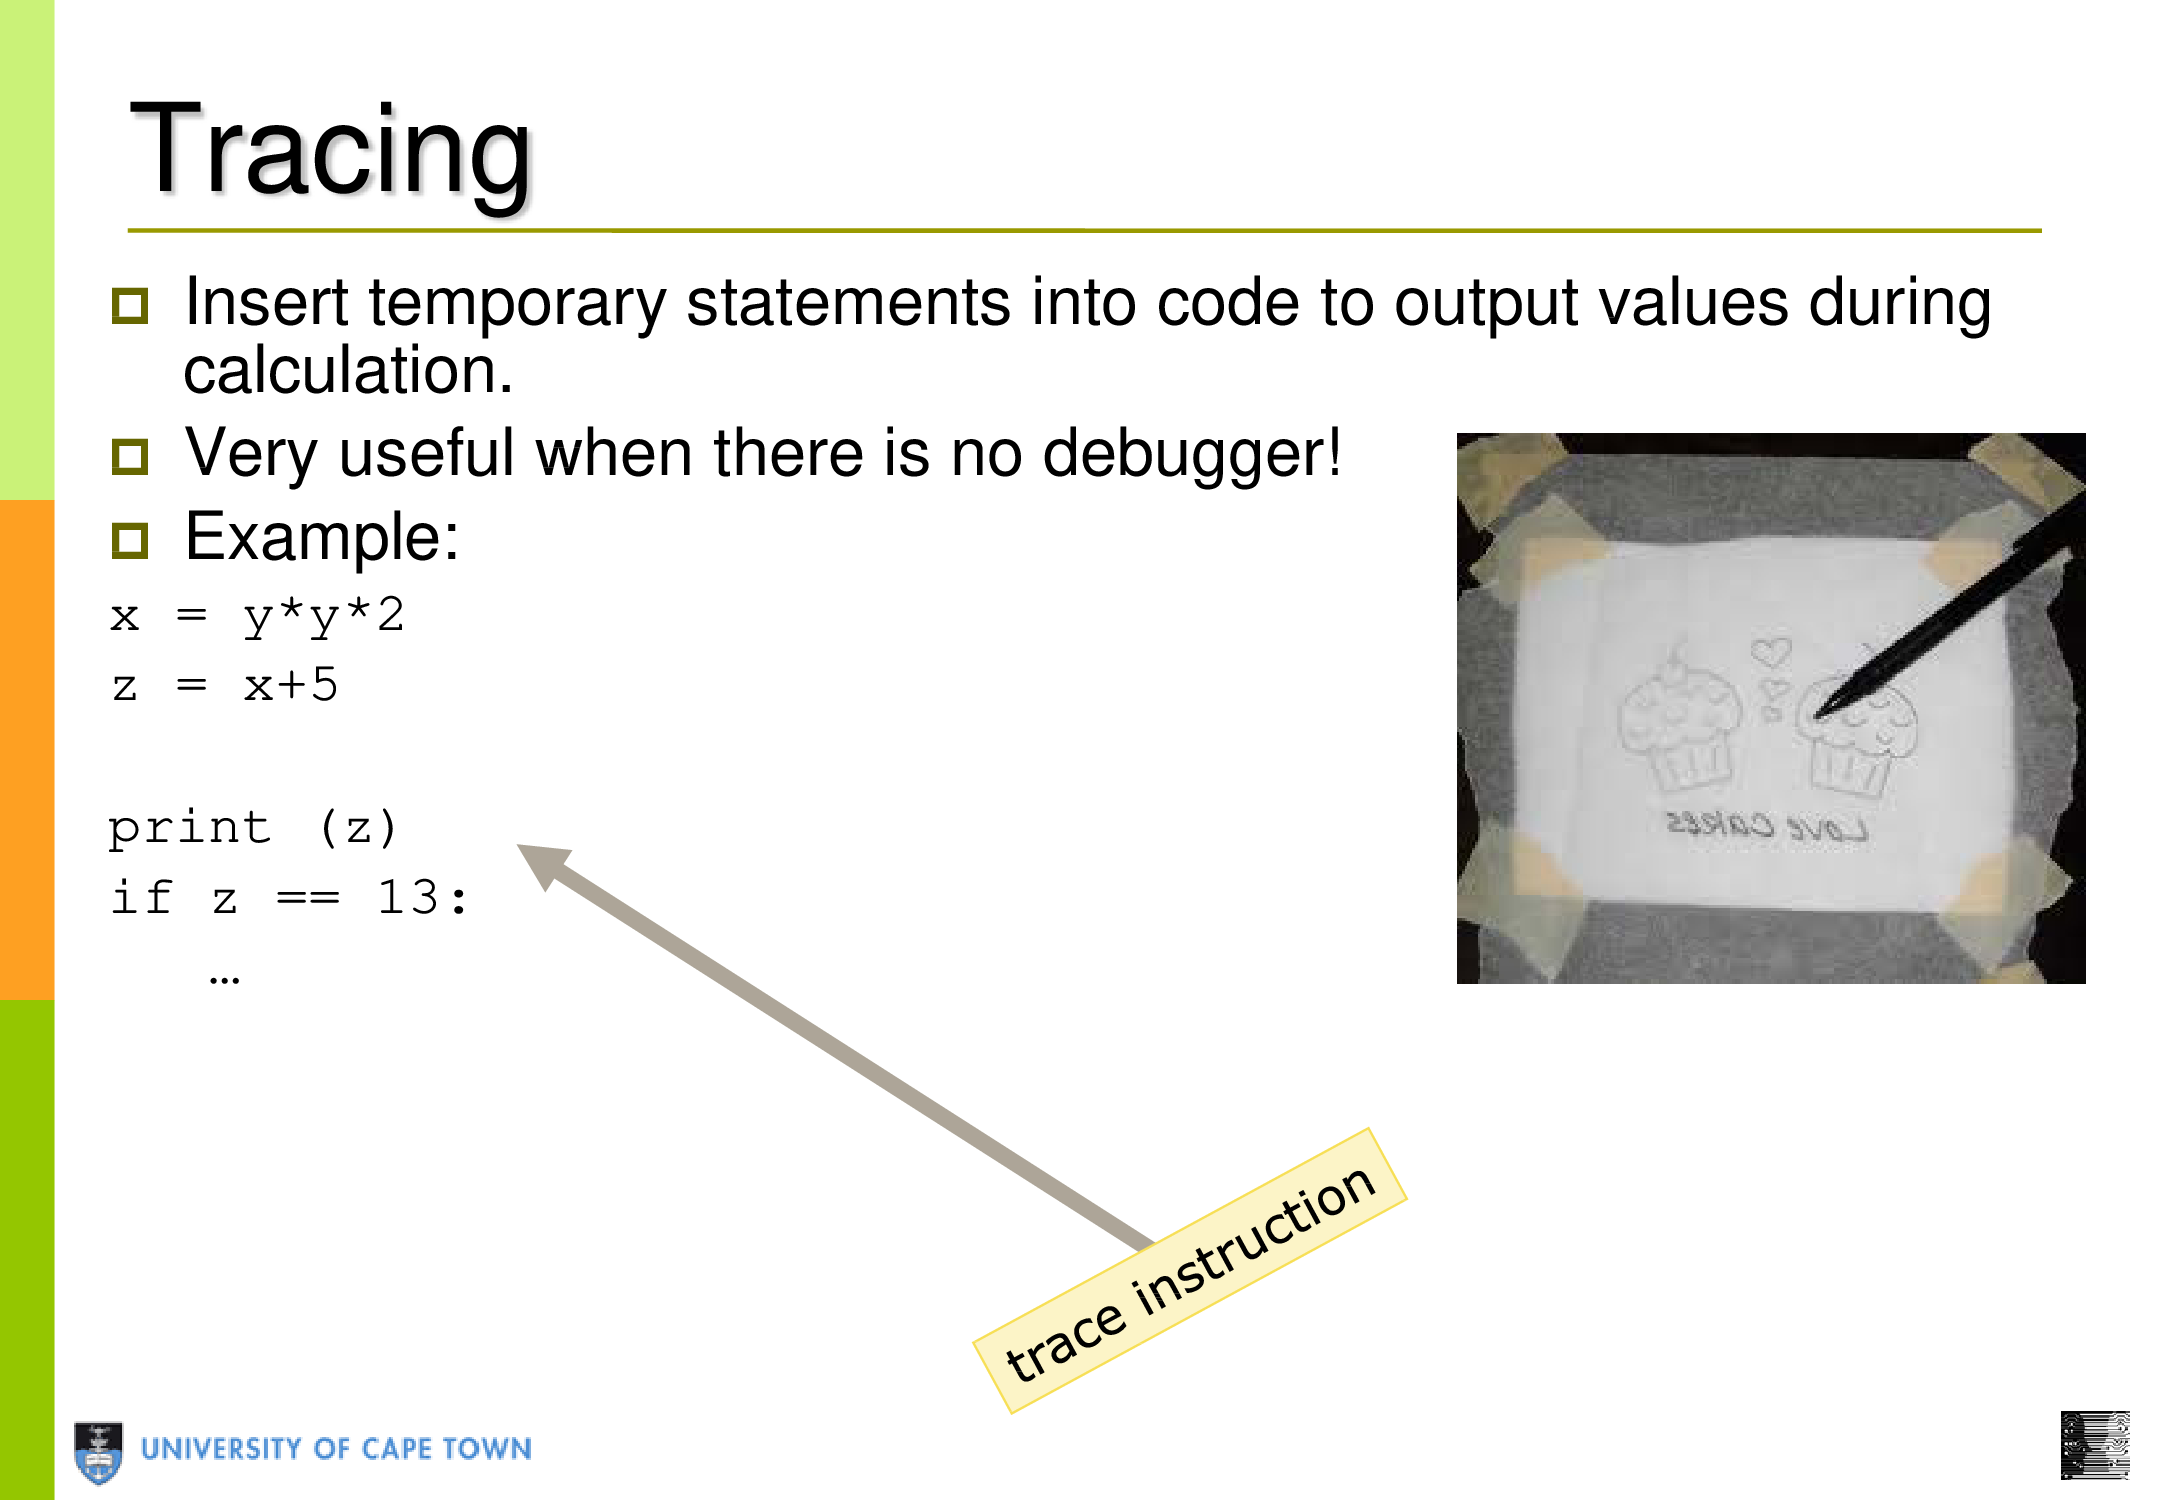 Tracing
Insert temporary statements into code to output values during
calculation.
Very useful when there is no debugger!
Example:
x = y*y*2
z = x+5
print (z)
if z == 13:
…
Love cakes
trace instruction
UNIVERSITY OF CAPE TOWN